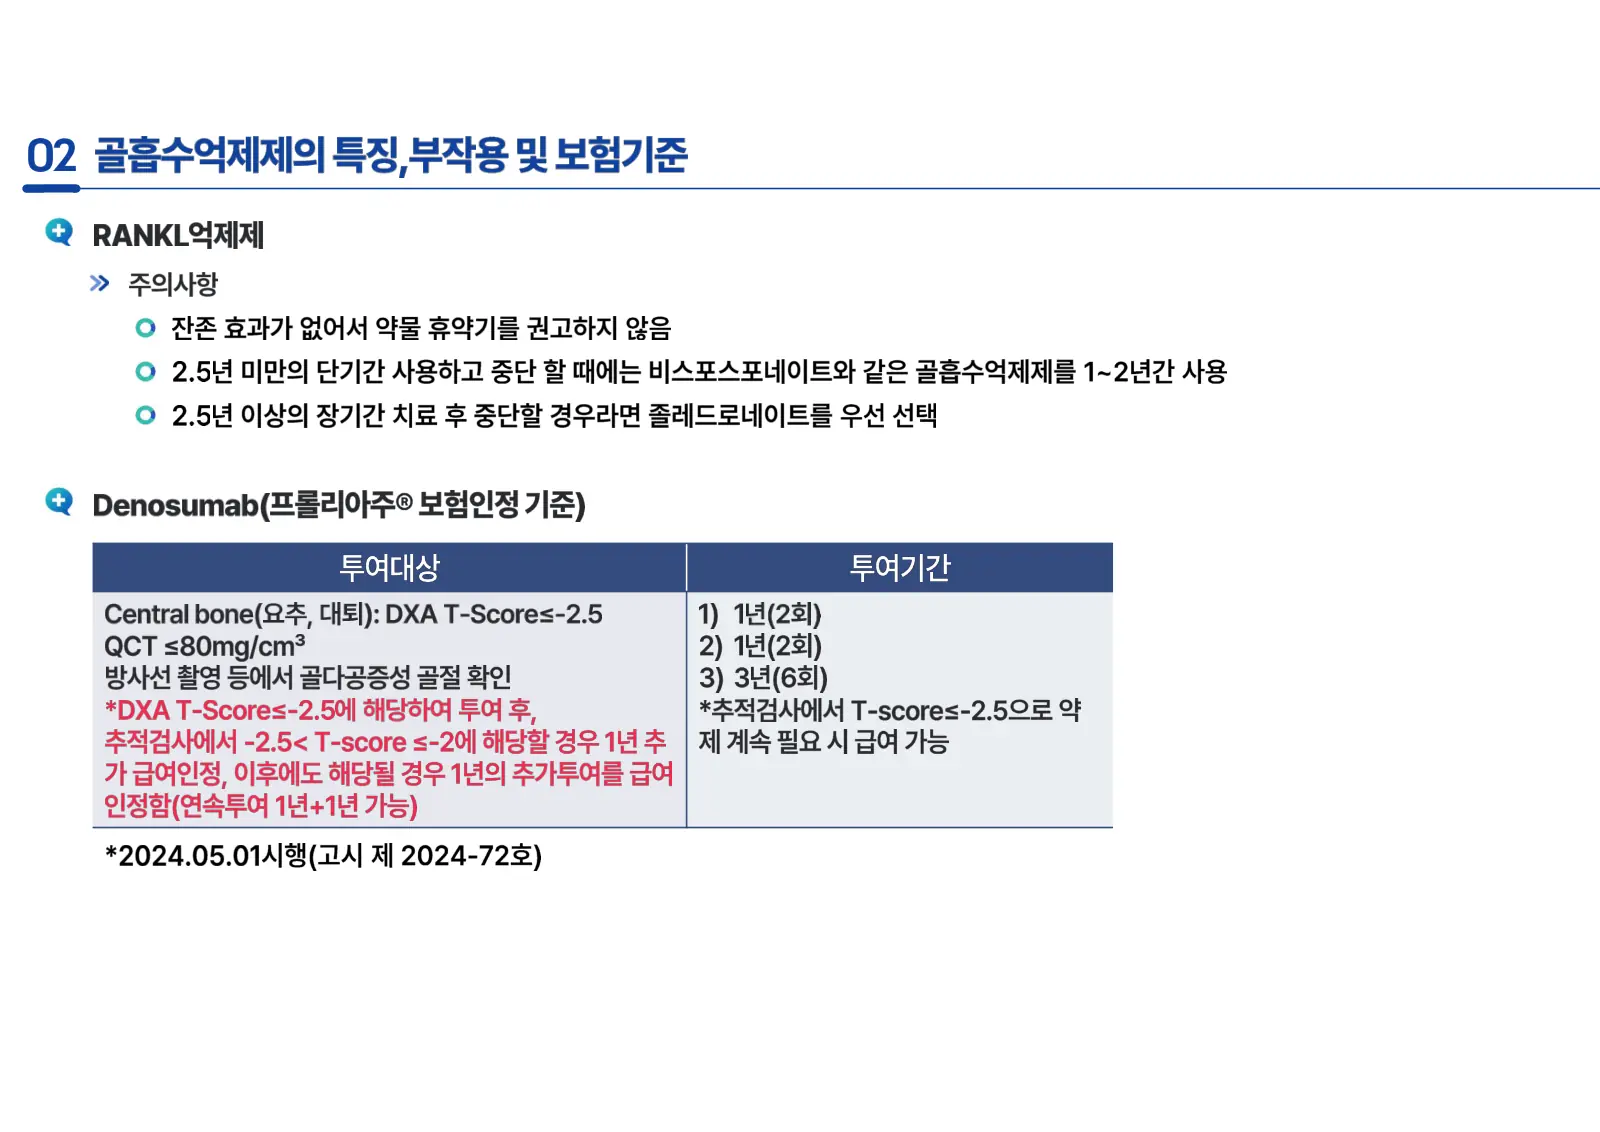 02 골흡수억제제의 특징,부작용 및 보험기준
RANKL억제제
주의사항
잔존 효과가 없어서 약물 휴약기를 권고하지 않음
2.5년 미만의 단기간 사용하고 중단 할 때에는 비스포스포네이트와 같은 골흡수억제제를 1~2년간 사용
2.5년 이상의 장기간 치료 후 중단할 경우라면 졸레드로네이트를 우선 선택
Denosumab(프롤리아주® 보험인정 기준)
투여대상
투여기간
Central bone(요추, 대퇴): DXA T-Score≤-2.5
QCT ≤80mg/cm³
방사선 촬영 등에서 골다공증성 골절 확인
*DXA T-Score≤-2.5에 해당하여 투여 후,
추적검사에서 -2.5< T-score ≤-2에 해당할 경우 1년 추
가 급여인정, 이후에도 해당될 경우 1년의 추가투여를 급여
인정함(연속투여 1년+1년 가능)
1) 1년(2회)
2) 1년(2회)
3) 3년(6회)
*추적검사에서 T-score≤-2.5으로 약
제 계속 필요 시 급여 가능
*2024.05.01시행(고시 제 2024-72호)